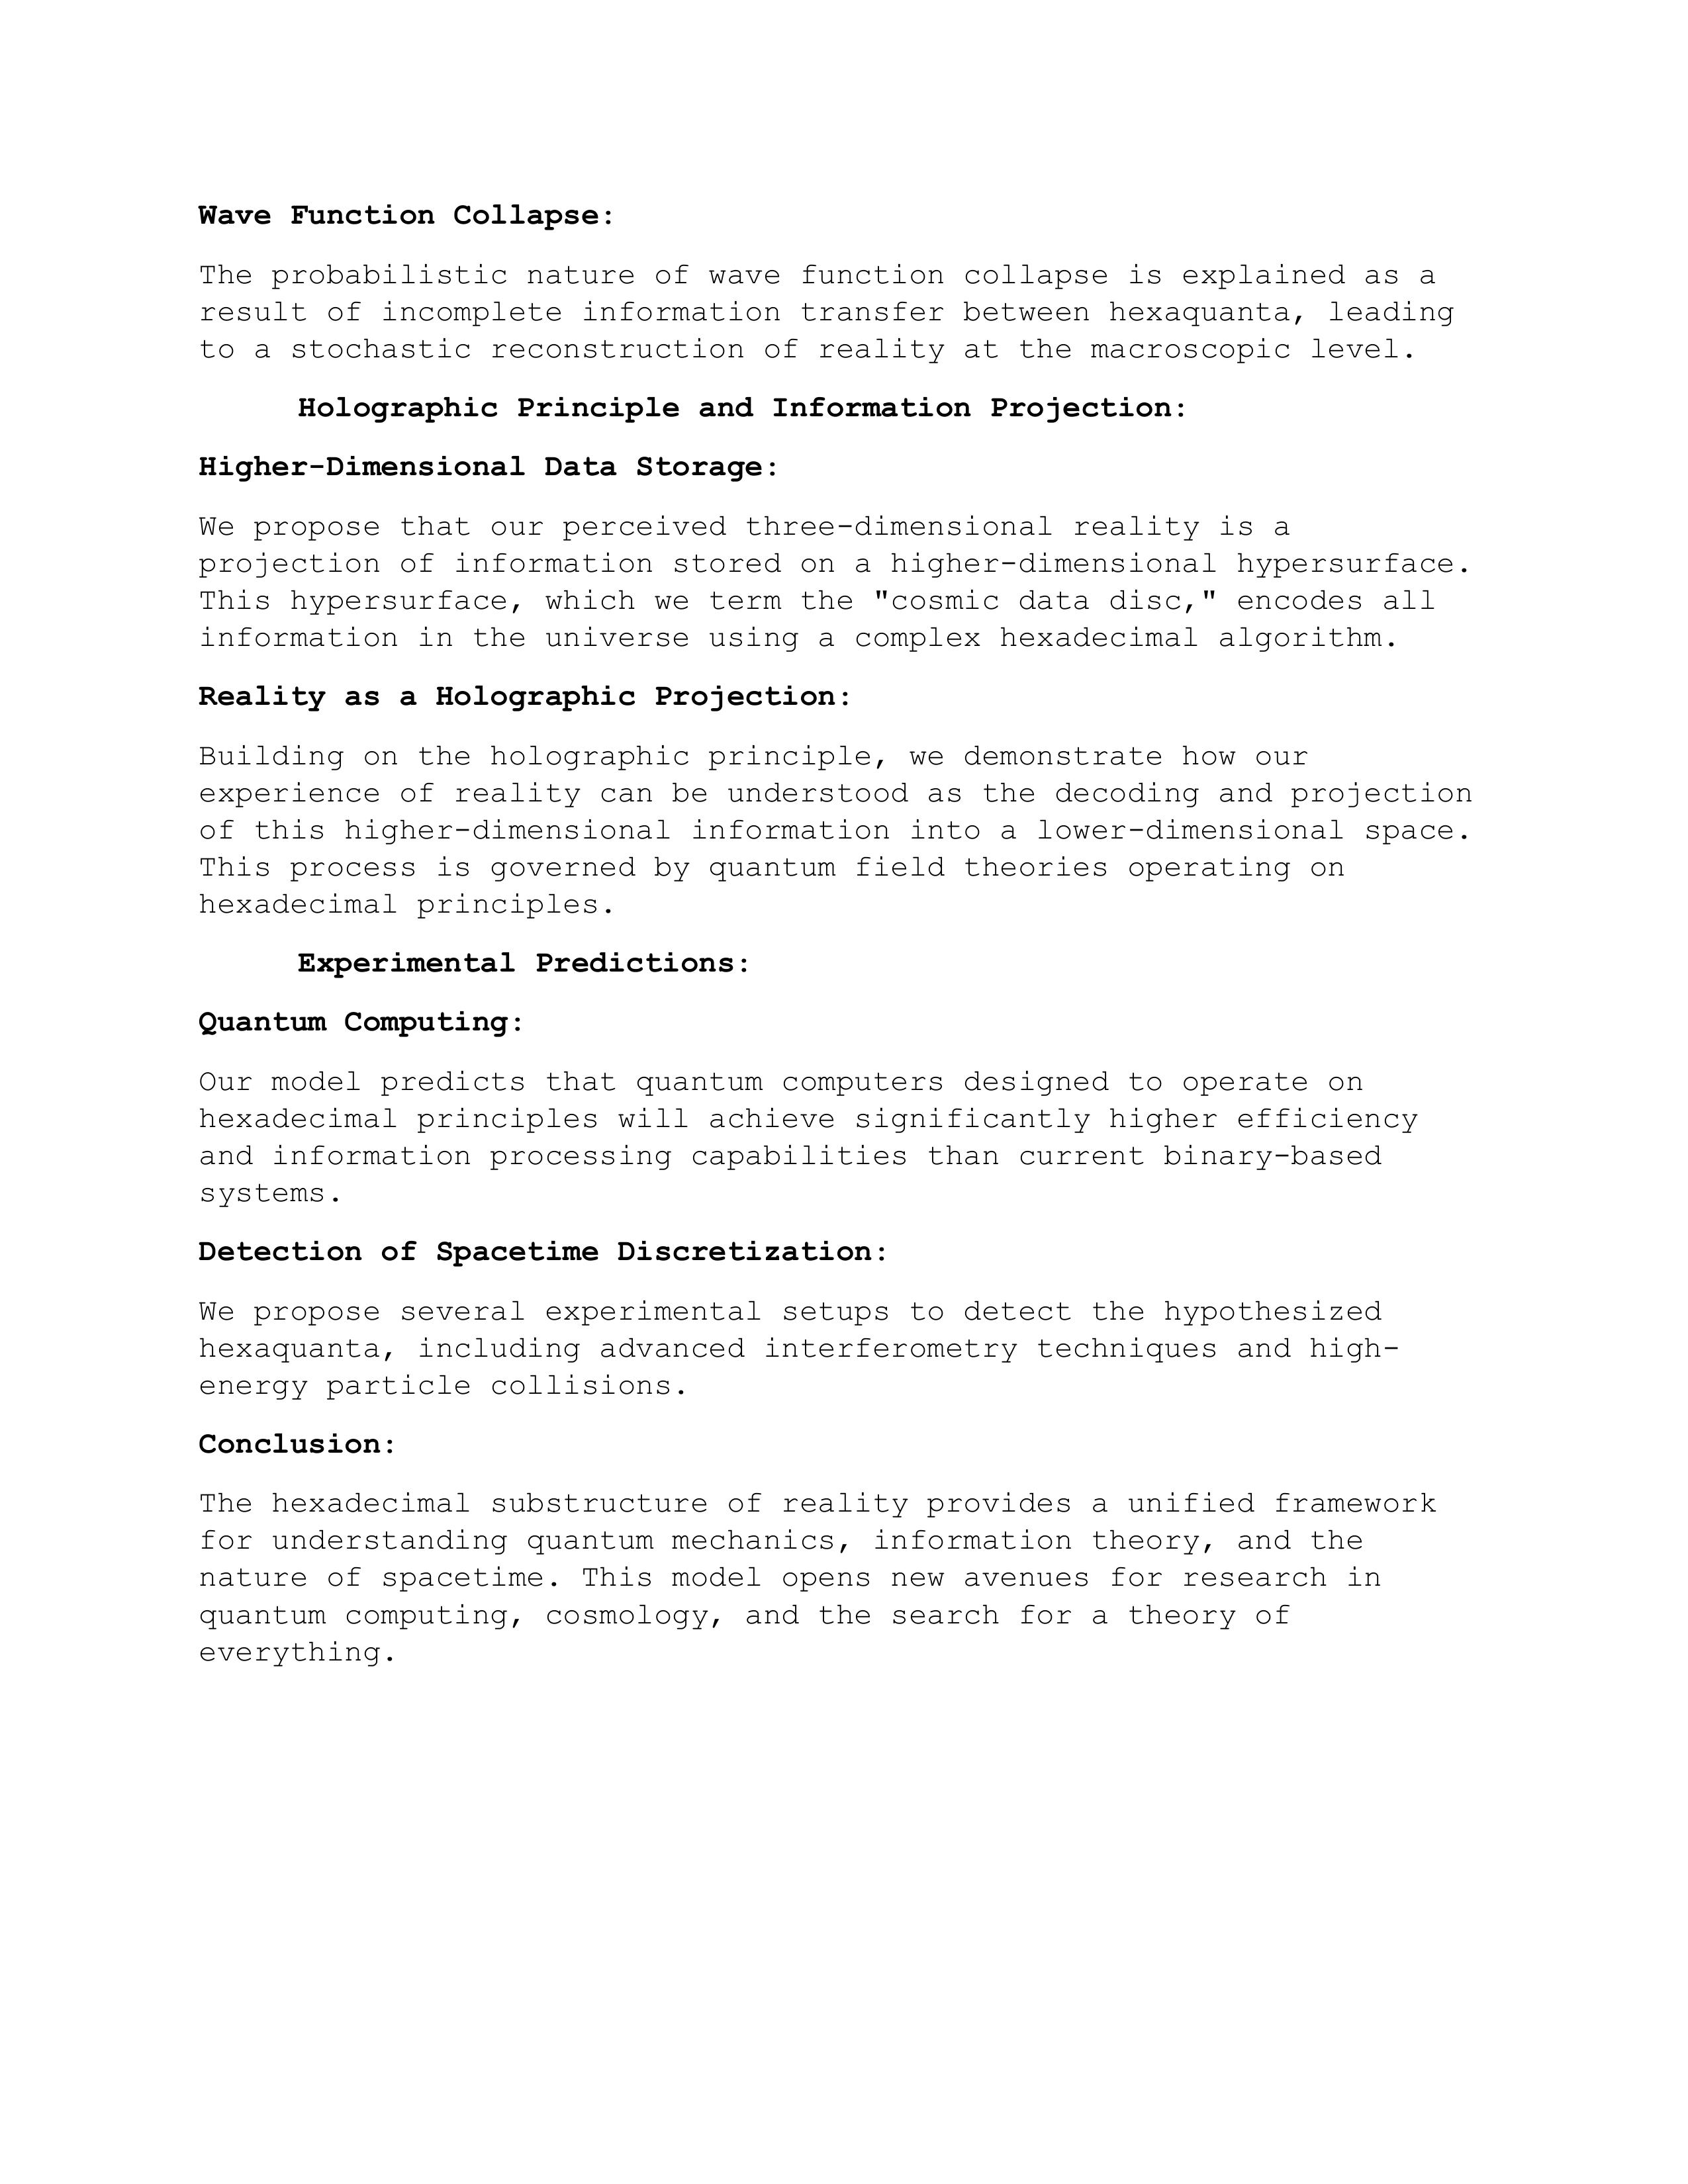 Wave Function Collapse:
The probabilistic nature of wave function collapse is explained as a
result of incomplete information transfer between hexaquanta, leading
to a stochastic reconstruction of reality at the macroscopic level.
Holographic Principle and Information Projection:
Higher-Dimensional Data Storage:
We propose that our perceived three-dimensional reality is a
projection of information stored on a higher-dimensional hypersurface.
This hypersurface, which we term the "cosmic data disc," encodes all
information in the universe using a complex hexadecimal algorithm.
Reality as a Holographic Projection:
Building on the holographic principle, we demonstrate how our
experience of reality can be understood as the decoding and projection
of this higher-dimensional information into a lower-dimensional space.
This process is governed by quantum field theories operating on
hexadecimal principles.
Experimental Predictions:
Quantum Computing:
Our model predicts that quantum computers designed to operate on
hexadecimal principles will achieve significantly higher efficiency
and information processing capabilities than current binary-based
systems.
Detection of Spacetime Discretization:
We propose several experimental setups to detect the hypothesized
hexaquanta, including advanced interferometry techniques and high-
energy particle collisions.
Conclusion:
The hexadecimal substructure of reality provides a unified framework
for understanding quantum mechanics, information theory, and the
nature of spacetime. This model opens new avenues for research in
quantum computing, cosmology, and the search for a theory of
everything.